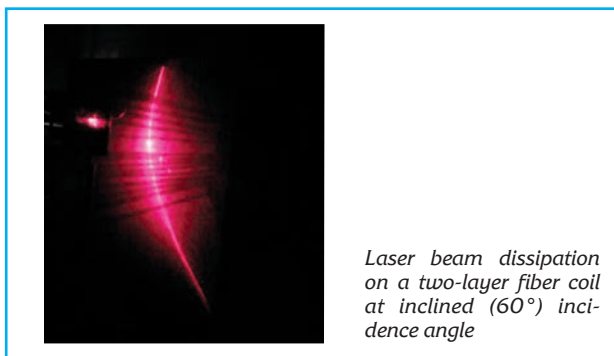 Laser beam dissipation
on a two-layer fiber coil
at inclined (60°) inci-
dence angle